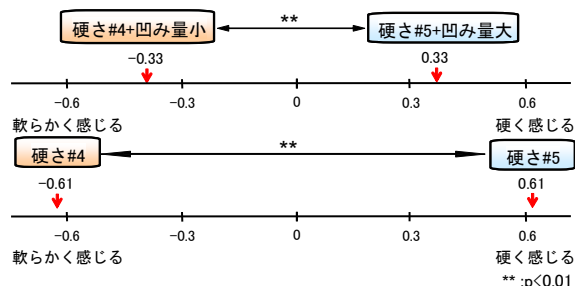 硬さ#4+凹み量小 ** 硬さ#5+凹み量大
-0.33 0.33
-0.6 -0.3 0 0.3 0.6
軟らかく感じる 硬く感じる
硬さ#4 ** 硬さ#5
-0.61 0.61
-0.6 -0.3 0 0.3 0.6
軟らかく感じる 硬く感じる
** :p<0.01